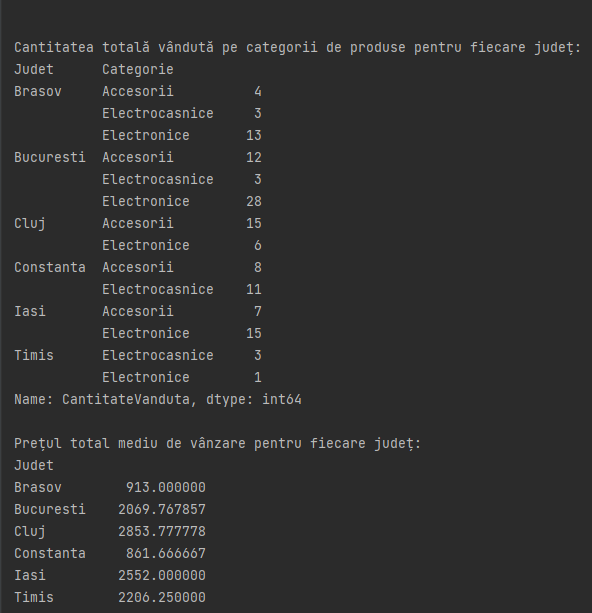 Cantitatea totală vândută pe categorii de produse pentru fiecare județ:
Judet      Categorie
Brasov     Accesorii          4
           Electrocasnice     3
           Electronice       13
Bucuresti  Accesorii         12
           Electrocasnice     3
           Electronice       28
Cluj       Accesorii         15
           Electronice        6
Constanta  Accesorii          8
           Electrocasnice    11
Iasi       Accesorii          7
           Electronice       15
Timis      Electrocasnice     3
           Electronice        1
Name: CantitateVanduta, dtype: int64

Prețul total mediu de vânzare pentru fiecare județ:
Judet
Brasov        913.000000
Bucuresti    2069.767857
Cluj         2853.777778
Constanta     861.666667
Iasi         2552.000000
Timis        2206.250000